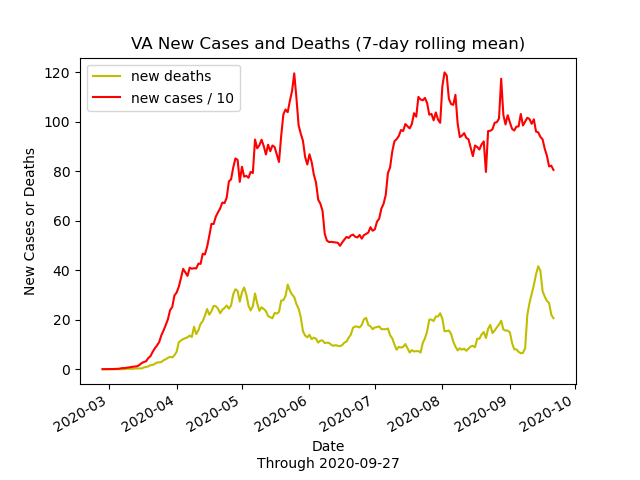 VA New Cases and Deaths (7-day rolling mean)
new deaths
new cases / 10
120
100
80
60
40
20
0
New Cases or Deaths
2020-03
2020-04
2020-05
2020-06
2020-07
2020-08
2020-09
2020-10
Date
Through 2020-09-27